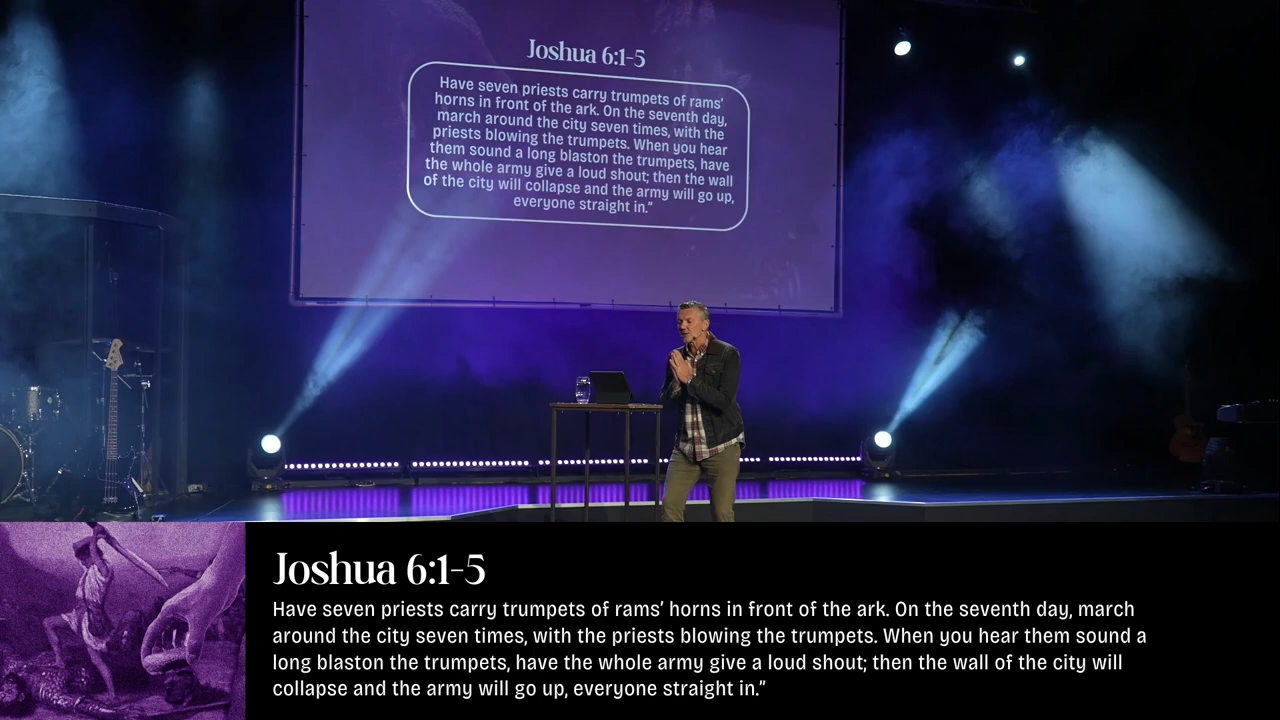 Joshua 6:1-5
Have seven priests carry trumpets of rams’
horns in front of the ark. On the seventh day,
march around the city seven times, with the
priests blowing the trumpets. When you hear
them sound a long blaston the trumpets, have
the whole army give a loud shout; then the wall
of the city will collapse and the army will go up,
everyone straight in.”
Joshua 6:1-5
Have seven priests carry trumpets of rams’ horns in front of the ark. On the seventh day, march
around the city seven times, with the priests blowing the trumpets. When you hear them sound a
long blaston the trumpets, have the whole army give a loud shout; then the wall of the city will
collapse and the army will go up, everyone straight in.”